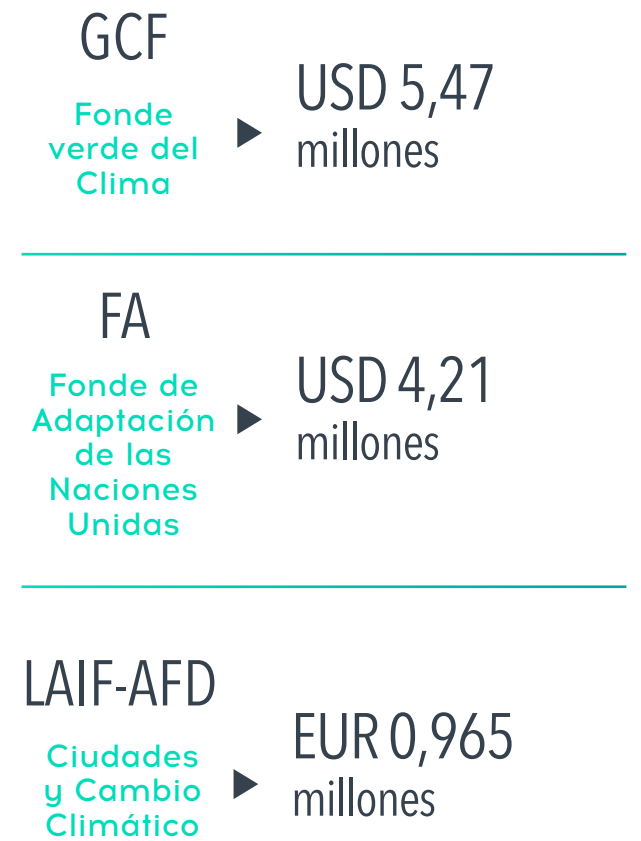 GCF
Fonde
verde del
Clima
USD 5,47
millones
FA
Fonde de
Adaptación
de las
Naciones
Unidas
USD 4,21
millones
LAIF-AFD
Ciudades
y Cambio
Climático
EUR 0,965
millones